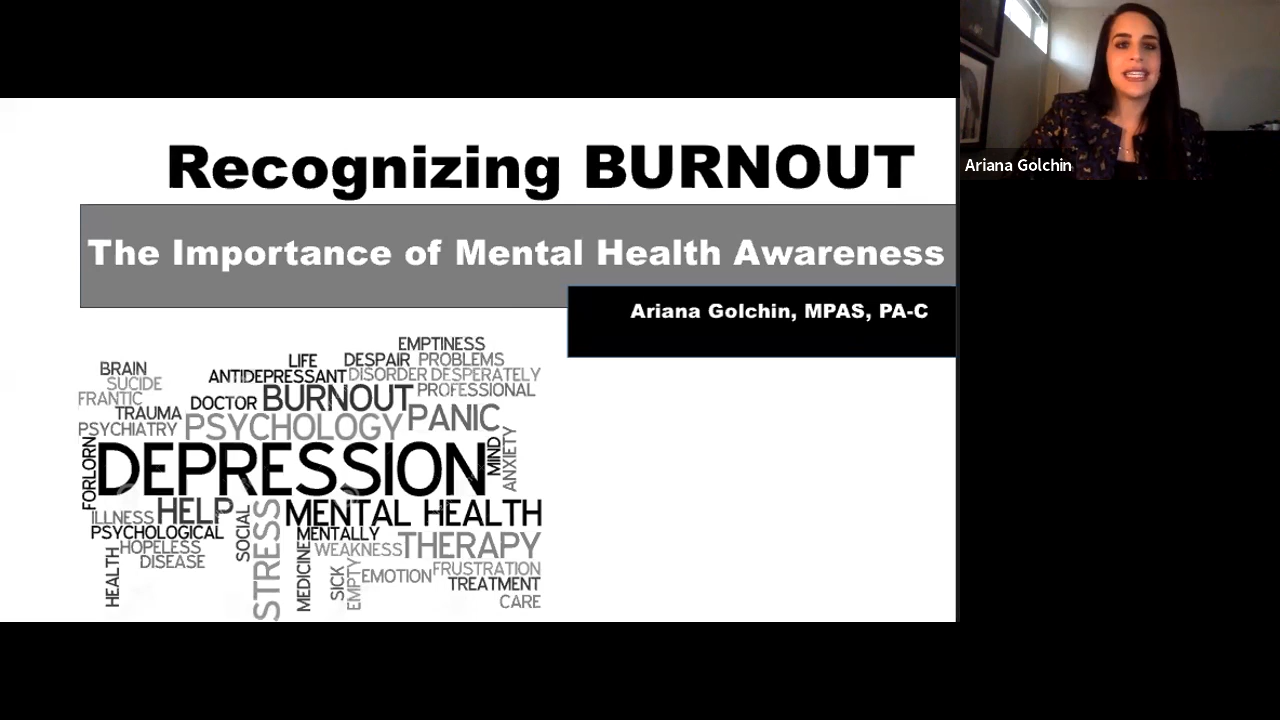 Recognizing BURNOUT
The Importance of Mental Health Awareness
Ariana Golchin, MPAS, PA-C
Ariana Golchin
EMPTINESS
LIFE DESPAIR PROBLEMS
BRAIN ANTIDEPRESSANT DISORDER DESPERATELY
SUCIDE
FRANTIC DOCTOR BURNOUT PROFESSIONAL
TRAUMA PANIC
PSYCHIATRY PSYCHOLOGY
FORLORN DEPRESSION MIND ANXIETY
ILLNESS HELP SOCIAL STRESS MENTAL HEALTH
PSYCHOLOGICAL MENTALLY
HOPELESS WEAKNESS THERAPY
DISEASE
HEALTH MEDICINE SICK EMPTY EMOTION FRUSTRATION
TREATMENT
CARE